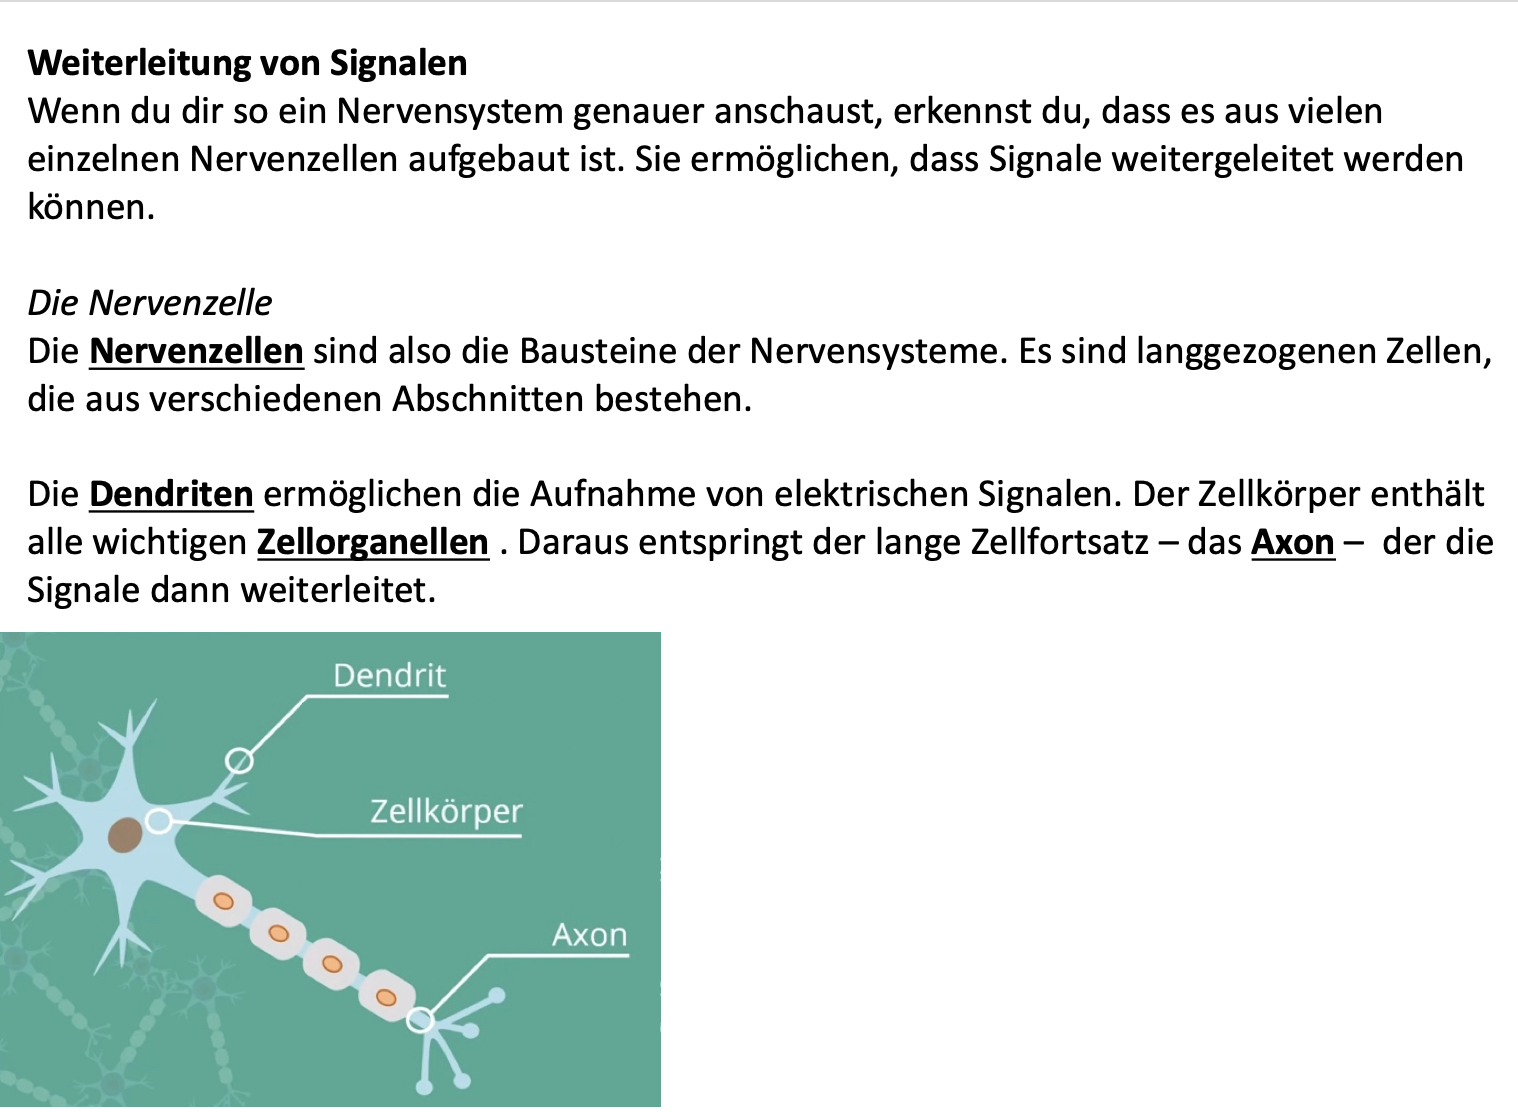 Weiterleitung von Signalen
Wenn du dir so ein Nervensystem genauer anschaust, erkennst du, dass es aus vielen
einzelnen Nervenzellen aufgebaut ist. Sie ermöglichen, dass Signale weitergeleitet werden
können.
Die Nervenzelle
Die Nervenzellen sind also die Bausteine der Nervensysteme. Es sind langgezogenen Zellen,
die aus verschiedenen Abschnitten bestehen.
Die Dendriten ermöglichen die Aufnahme von elektrischen Signalen. Der Zellkörper enthält
alle wichtigen Zellorganellen . Daraus entspringt der lange Zellfortsatz – das Axon – der die
Signale dann weiterleitet.
Dendrit
Zellkörper
Axon